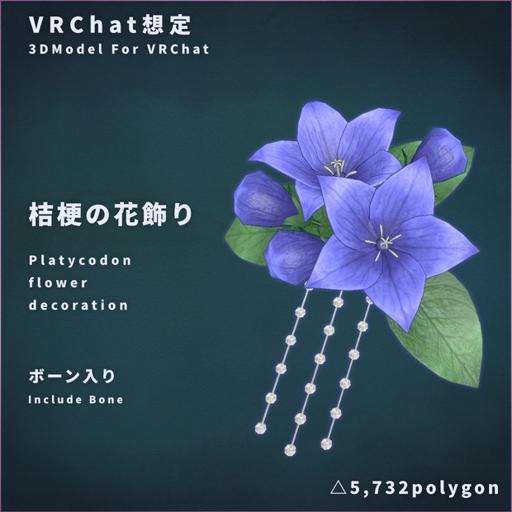 VRChat想定
3DModel For VRChat
桔梗の花飾り
Platycodon
flower
decoration
ボーン入り
Include Bone
△5,732polygon